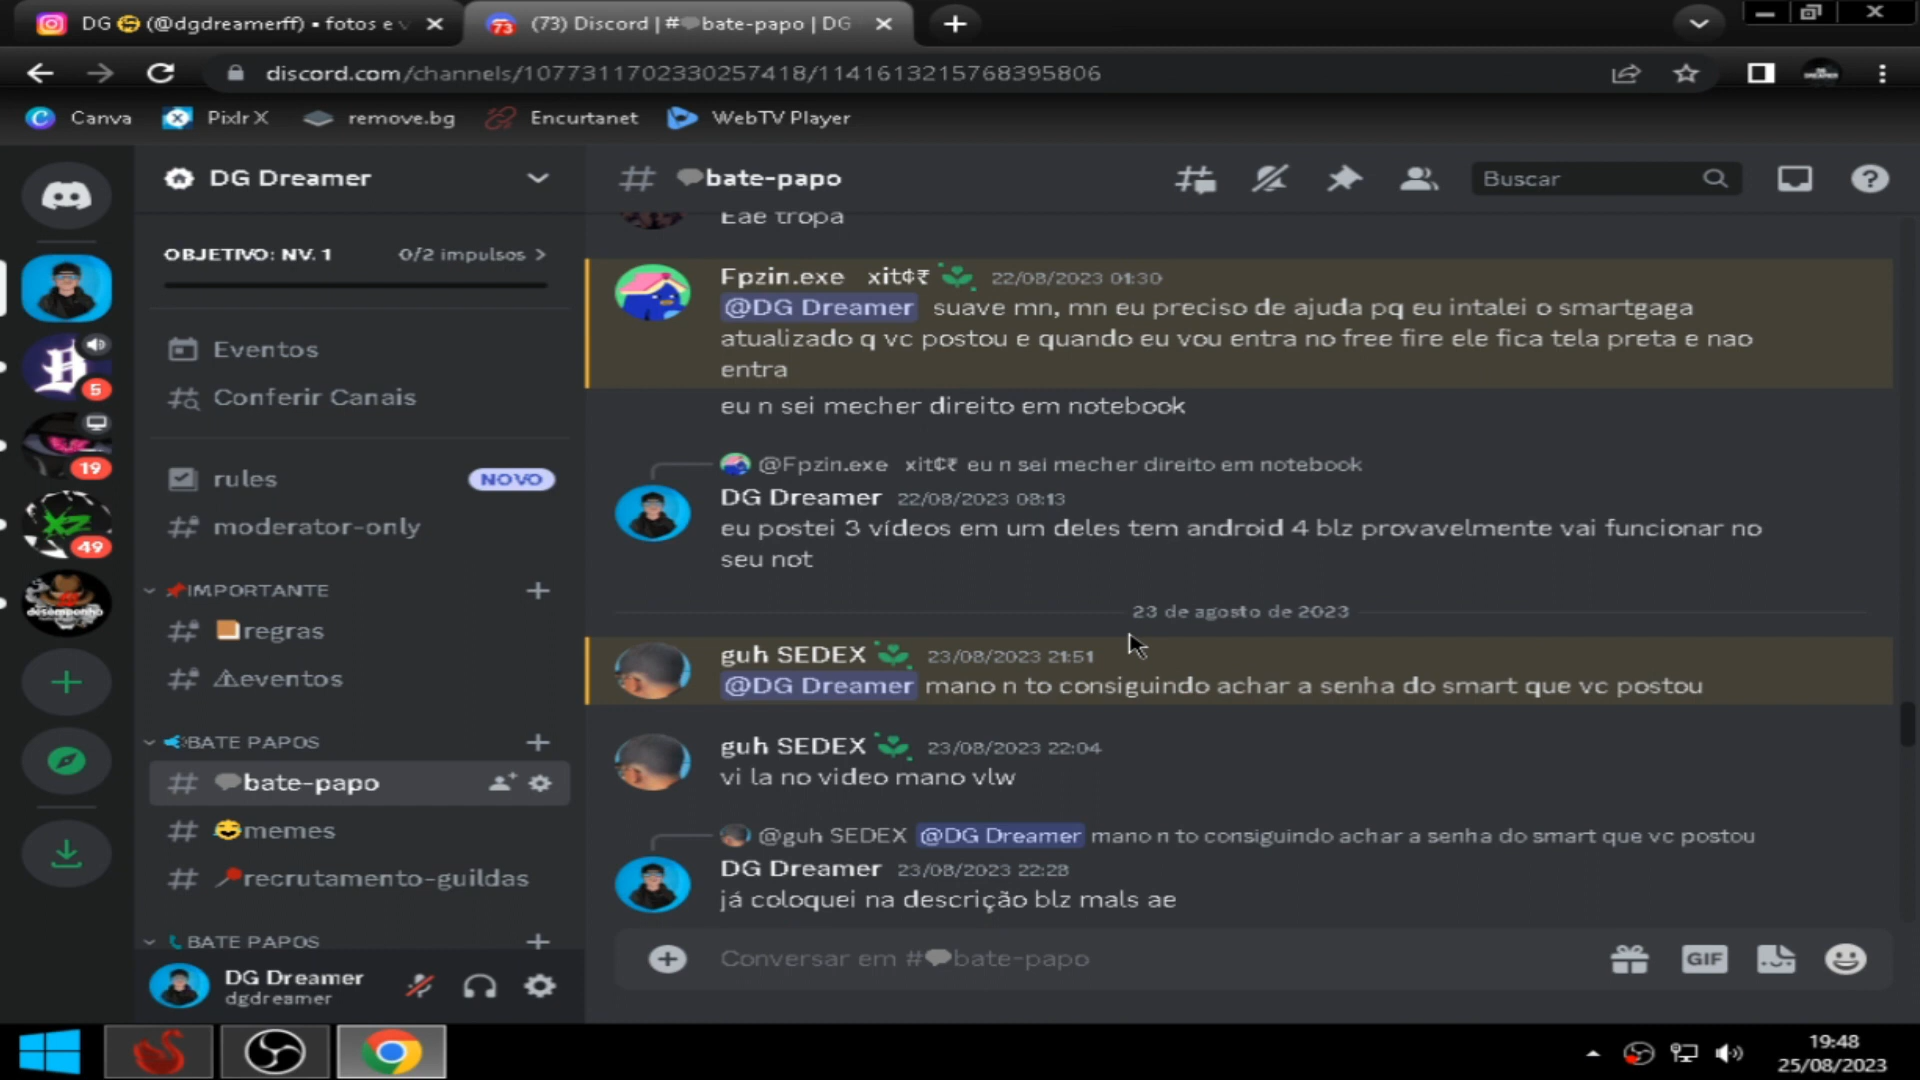 DG 😄 (@dgdreamerff) • fotos e v
(73) Discord | #💬bate-papo | DG
discord.com/channels/1077311702330257418/1141613215768395806
Canva
Pixlr X
remove.bg
Encurtanet
WebTV Player
DG Dreamer
OBJETIVO: NV. 1
0/2 impulsos >
Eventos
Conferir Canais
rules
NOVO
moderator-only
📌IMPORTANTE
📙regras
⚠eventos
📢BATE PAPOS
💬bate-papo
😂memes
📍recrutamento-guildas
📞BATE PAPOS
DG Dreamer
dgdreamer
5
19
49
desempenho
# 💬bate-papo
Buscar
Eae tropa
Fpzin.exe xit¢₹ 22/08/2023 01:30
@DG Dreamer suave mn, mn eu preciso de ajuda pq eu intalei o smartgaga
atualizado q vc postou e quando eu vou entra no free fire ele fica tela preta e nao
entra
eu n sei mecher direito em notebook
@Fpzin.exe xit¢₹ eu n sei mecher direito em notebook
DG Dreamer 22/08/2023 08:13
eu postei 3 vídeos em um deles tem android 4 blz provavelmente vai funcionar no
seu not
23 de agosto de 2023
guh SEDEX 23/08/2023 21:51
@DG Dreamer mano n to consiguindo achar a senha do smart que vc postou
guh SEDEX 23/08/2023 22:04
vi la no video mano vlw
@guh SEDEX @DG Dreamer mano n to consiguindo achar a senha do smart que vc postou
DG Dreamer 23/08/2023 22:28
já coloquei na descrição blz mals ae
Conversar em #💬bate-papo
GIF
19:48
25/08/2023